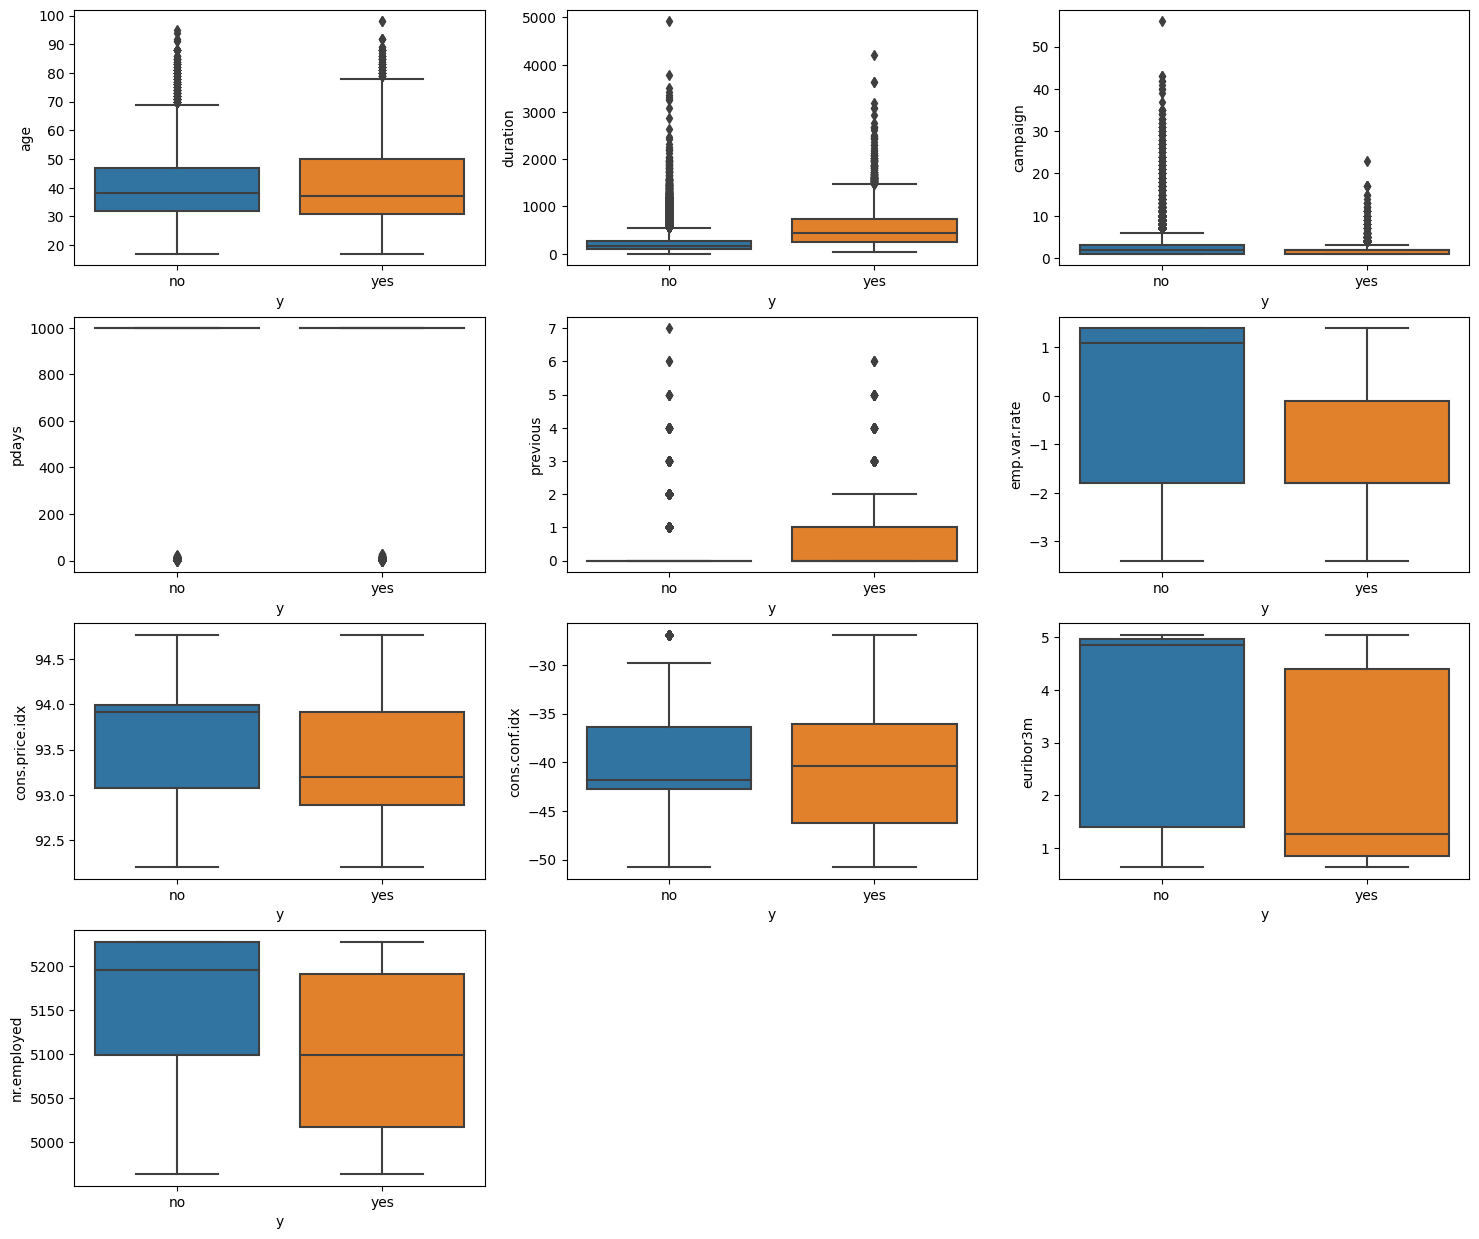 100
90
80
70
60
50
40
30
20
age
no
yes
y
5000
4000
3000
2000
1000
0
duration
no
yes
y
50
40
30
20
10
0
campaign
no
yes
y
1000
800
600
400
200
0
pdays
no
yes
y
7
6
5
4
3
2
1
0
previous
no
yes
y
1
0
−1
−2
−3
emp.var.rate
no
yes
y
94.5
94.0
93.5
93.0
92.5
cons.price.idx
no
yes
y
−30
−35
−40
−45
−50
cons.conf.idx
no
yes
y
5
4
3
2
1
euribor3m
no
yes
y
5200
5150
5100
5050
5000
nr.employed
no
yes
y